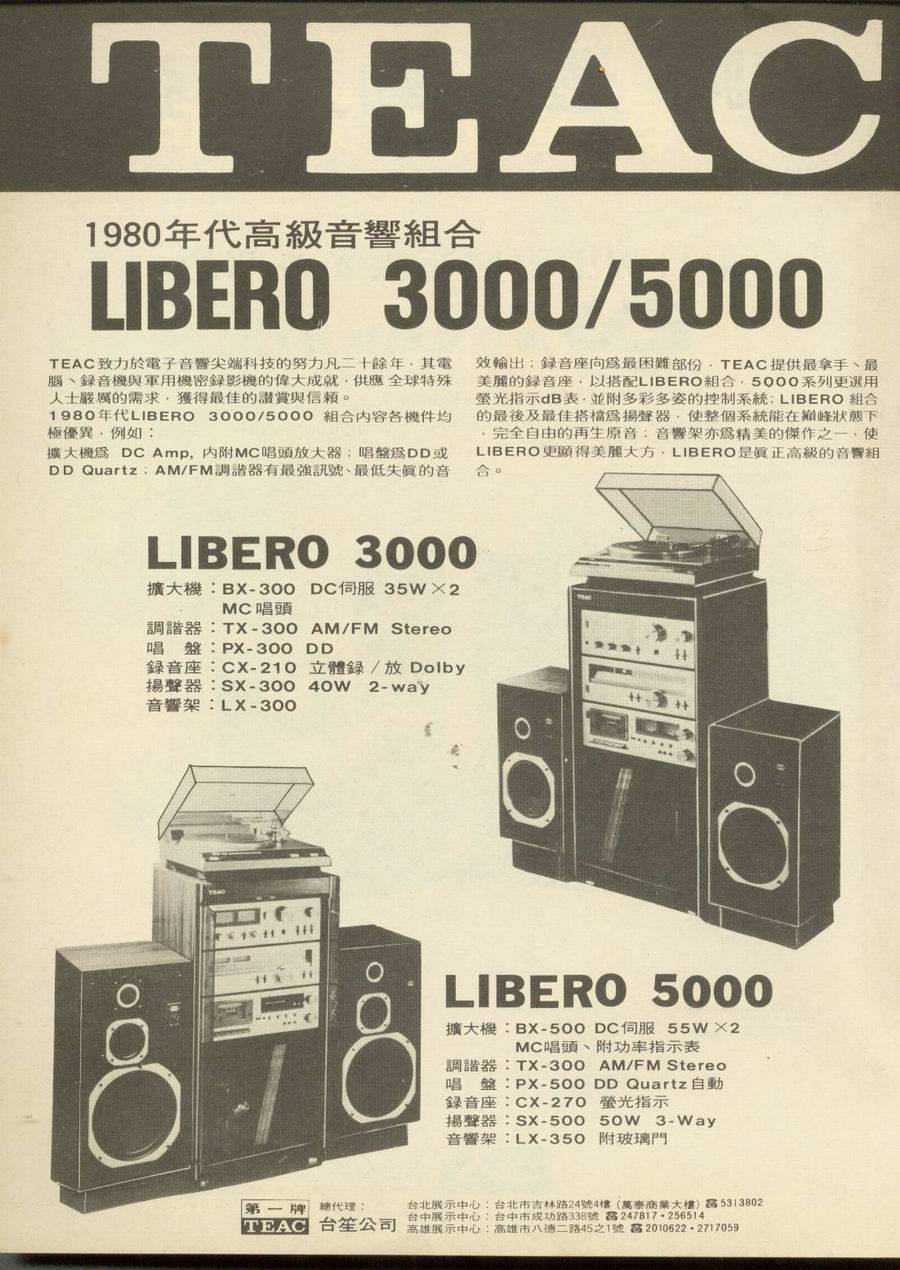 TEAC
1980年代高級音響組合
LIBERO 3000/5000
TEAC致力於電子音響尖端科技的努力凡二十餘年，其電
腦、録音機與軍用機密録影機的偉大成就，供應 全球特殊
人士嚴厲的需求，獲得最佳的讃賞與信賴。
1980年代LIBERO 3000/5000 組合内容各機件均
極優異，例如：
擴大機爲 DC Amp, 内附MC唱頭放大器；唱盤爲DD或
DD Quartz；AM/FM調諧器有最強訊號、最低失眞的音
效輸出；録音座向爲最困難部份，TEAC提供最拿手、最
美麗的録音座，以搭配LIBERO組合，5000系列更選用
螢光指示dB表，並附多彩多姿的控制系統；LIBERO 組合
的最後及最佳搭檔爲揚聲器，使整個系統能在巔峰狀態下
，完全自由的再生原音；音響架亦爲精美的傑作之一，使
LIBERO更顯得美麗大方，LIBERO是眞正高級的音響組
合。
LIBERO 3000
擴大機：BX-300 DC伺服 35W×2
MC唱頭
調諧器：TX-300 AM/FM Stereo
唱 盤：PX-300 DD
録音座：CX-210 立體録／放 Dolby
揚聲器：SX-300 40W 2-way
音響架：LX-300
TEAC
TEAC
LIBERO 5000
擴大機：BX-500 DC伺服 55W×2
MC唱頭、附功率指示表
調諧器：TX-300 AM/FM Stereo
唱 盤：PX-500 DD Quartz自動
録音座：CX-270 螢光指示
揚聲器：SX-500 50W 3-Way
音響架：LX-350 附玻璃門
第一牌
TEAC
總代理：
台笙公司
台北展示中心：台北市吉林路24號4樓（萬泰商業大樓）☎5313802
台中展示中心：台中市成功路338號 ☎247817・256514
高雄展示中心：高雄市八德二路45之1號 ☎2010622・2717059